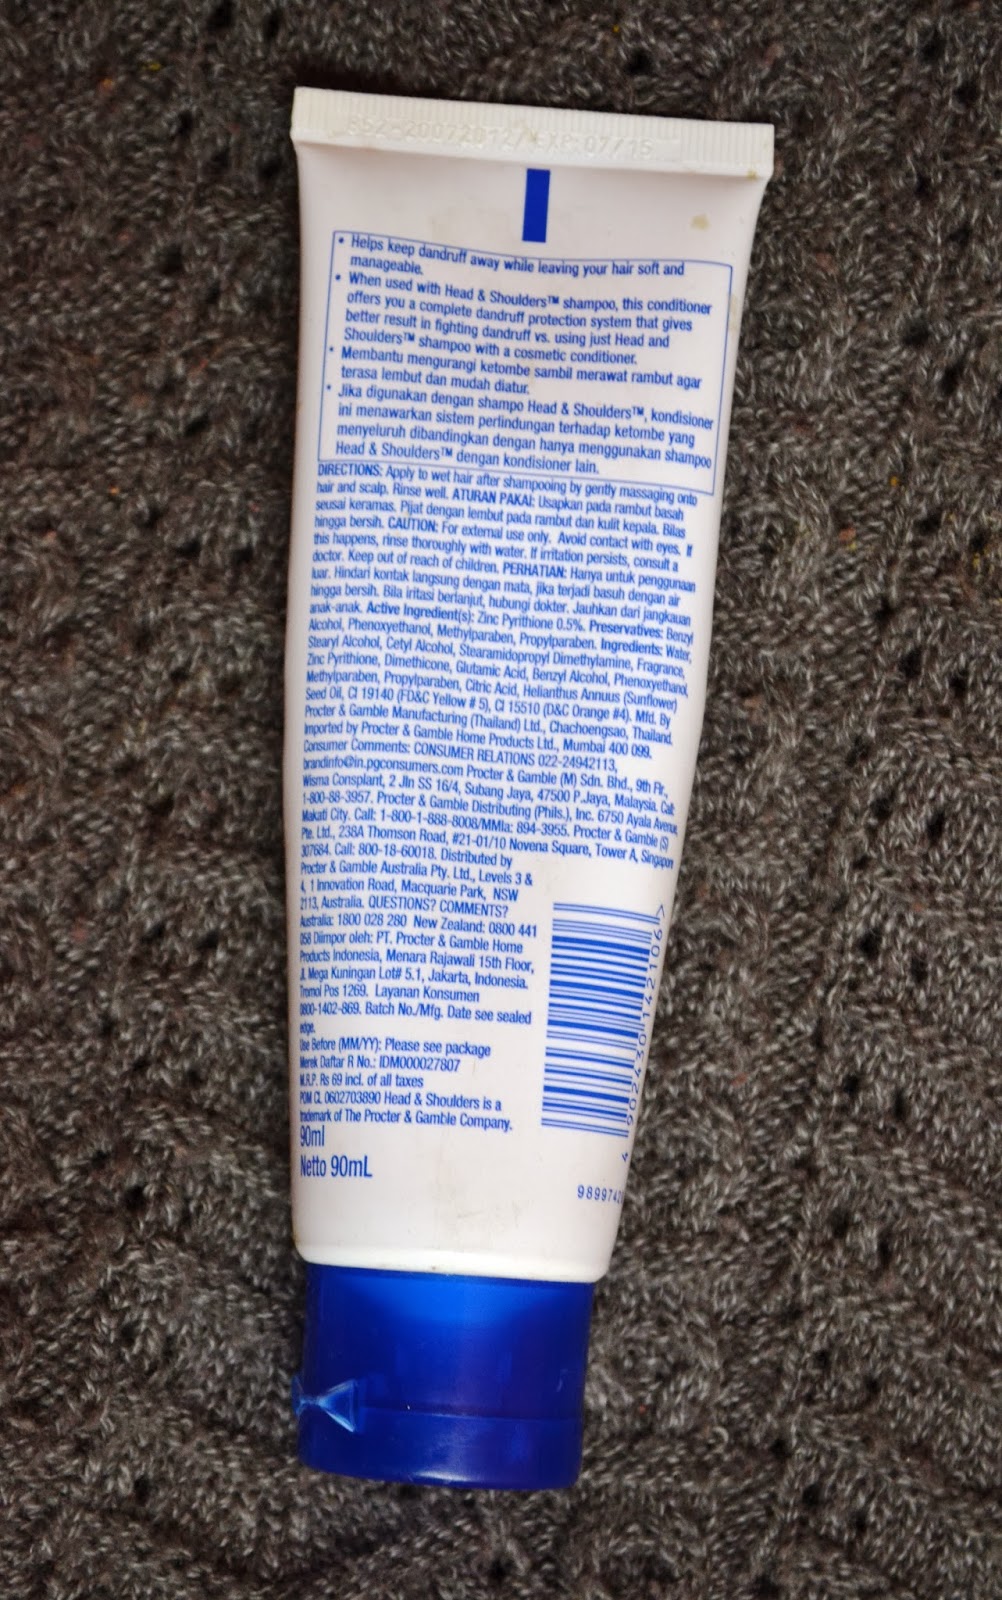 20072012 EXP 07/15
• Helps keep dandruff away while leaving your hair soft and
manageable.
• When used with Head & Shoulders™ shampoo, this conditioner
offers you a complete dandruff protection system that gives
better result in fighting dandruff vs. using just Head and
Shoulders™ shampoo with a cosmetic conditioner.
• Membantu mengurangi ketombe sambil merawat rambut agar
terasa lembut dan mudah diatur.
• Jika digunakan dengan shampo Head & Shoulders™, kondisioner
ini menawarkan sistem perlindungan terhadap ketombe yang
menyeluruh dibandingkan dengan hanya menggunakan shampoo
Head & Shoulders™ dengan kondisioner lain.
DIRECTIONS: Apply to wet hair after shampooing by gently massaging onto
hair and scalp. Rinse well. ATURAN PAKAI: Usapkan pada rambut basah
seusai keramas. Pijat dengan lembut pada rambut dan kulit kepala. Bilas
hingga bersih. CAUTION: For external use only. Avoid contact with eyes. If
this happens, rinse thoroughly with water. If irritation persists, consult a
doctor. Keep out of reach of children. PERHATIAN: Hanya untuk penggunaan
luar. Hindari kontak langsung dengan mata, jika terjadi basuh dengan air
hingga bersih. Bila iritasi berlanjut, hubungi dokter. Jauhkan dari jangkauan
anak-anak. Active Ingredient(s): Zinc Pyrithione 0.5%. Preservatives: Benzyl
Alcohol, Phenoxyethanol, Methylparaben, Propylparaben. Ingredients: Water,
Stearyl Alcohol, Cetyl Alcohol, Stearamidopropyl Dimethylamine, Fragrance,
Zinc Pyrithione, Dimethicone, Glutamic Acid, Benzyl Alcohol, Phenoxyethanol,
Methylparaben, Propylparaben, Citric Acid, Helianthus Annuus (Sunflower)
Seed Oil, CI 19140 (FD&C Yellow # 5), CI 15510 (D&C Orange #4). Mfd. By
Procter & Gamble Manufacturing (Thailand) Ltd., Chachoengsao, Thailand.
Imported by Procter & Gamble Home Products Ltd., Mumbai 400 099.
Consumer Comments: CONSUMER RELATIONS 022-24942113,
brandinfo@in.pgconsumers.com Procter & Gamble (M) Sdn. Bhd., 9th Flr.,
Wisma Consplant, 2 Jln SS 16/4, Subang Jaya, 47500 P.Jaya, Malaysia. Call:
1-800-88-3957. Procter & Gamble Distributing (Phils.), Inc. 6750 Ayala Avenue,
Makati City. Call: 1-800-1-888-8008/MMla: 894-3955. Procter & Gamble (S)
Pte. Ltd., 238A Thomson Road, #21-01/10 Novena Square, Tower A, Singapore
307684. Call: 800-18-60018. Distributed by
Procter & Gamble Australia Pty. Ltd., Levels 3 &
4, 1 Innovation Road, Macquarie Park, NSW
2113, Australia. QUESTIONS? COMMENTS?
Australia: 1800 028 280 New Zealand: 0800 441
058 Diimpor oleh: PT. Procter & Gamble Home
Products Indonesia, Menara Rajawali 15th Floor,
Jl. Mega Kuningan Lot# 5.1, Jakarta, Indonesia.
Tromol Pos 1269. Layanan Konsumen
0800-1402-869. Batch No./Mfg. Date see sealed
edge.
Use Before (MM/YY): Please see package
Merek Daftar R No.: IDM000027807
M.R.P. Rs 69 incl. of all taxes
POM CL 0602703890 Head & Shoulders is a
trademark of The Procter & Gamble Company.
90ml
Netto 90mL
4 902430 142106